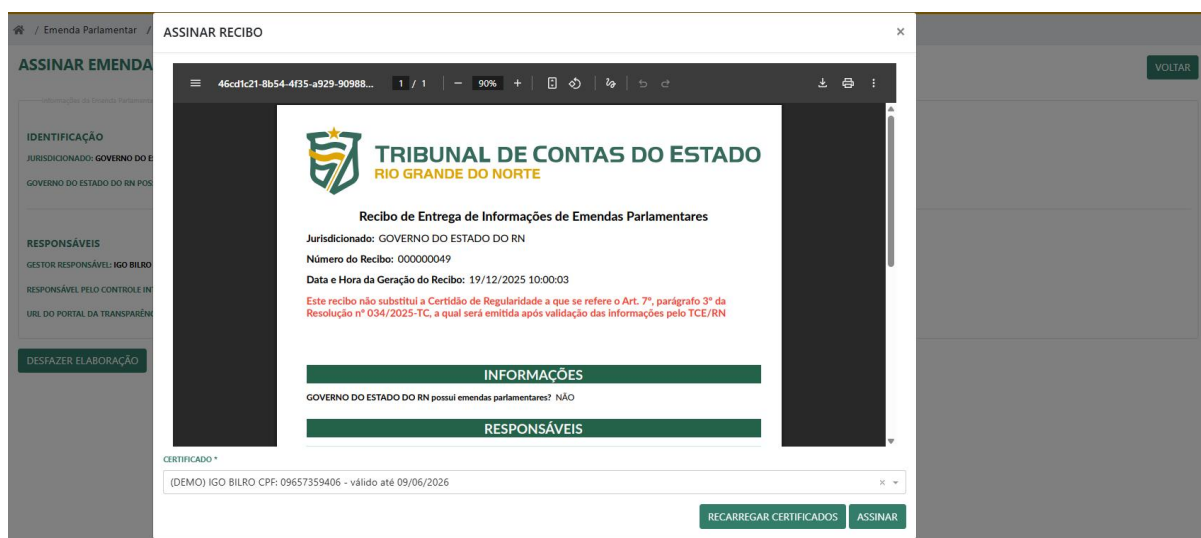 / Emenda Parlamentar /
ASSINAR RECIBO
×
ASSINAR EMENDA
VOLTAR
46cd1c21-8b54-4f35-a929-90988... 1 / 1 − 90% +
IDENTIFICAÇÃO
JURISDICIONADO: GOVERNO DO E
GOVERNO DO ESTADO DO RN POS
RESPONSÁVEIS
GESTOR RESPONSÁVEL: IGO BILRO
RESPONSÁVEL PELO CONTROLE IN
URL DO PORTAL DA TRANSPARÊN
DESFAZER ELABORAÇÃO
TRIBUNAL DE CONTAS DO ESTADO
RIO GRANDE DO NORTE
Recibo de Entrega de Informações de Emendas Parlamentares
Jurisdicionado: GOVERNO DO ESTADO DO RN
Número do Recibo: 000000049
Data e Hora da Geração do Recibo: 19/12/2025 10:00:03
Este recibo não substitui a Certidão de Regularidade a que se refere o Art. 7º, parágrafo 3º da
Resolução nº 034/2025-TC, a qual será emitida após validação das informações pelo TCE/RN
INFORMAÇÕES
GOVERNO DO ESTADO DO RN possui emendas parlamentares? NÃO
RESPONSÁVEIS
CERTIFICADO *
(DEMO) IGO BILRO CPF: 09657359406 - válido até 09/06/2026
RECARREGAR CERTIFICADOS
ASSINAR